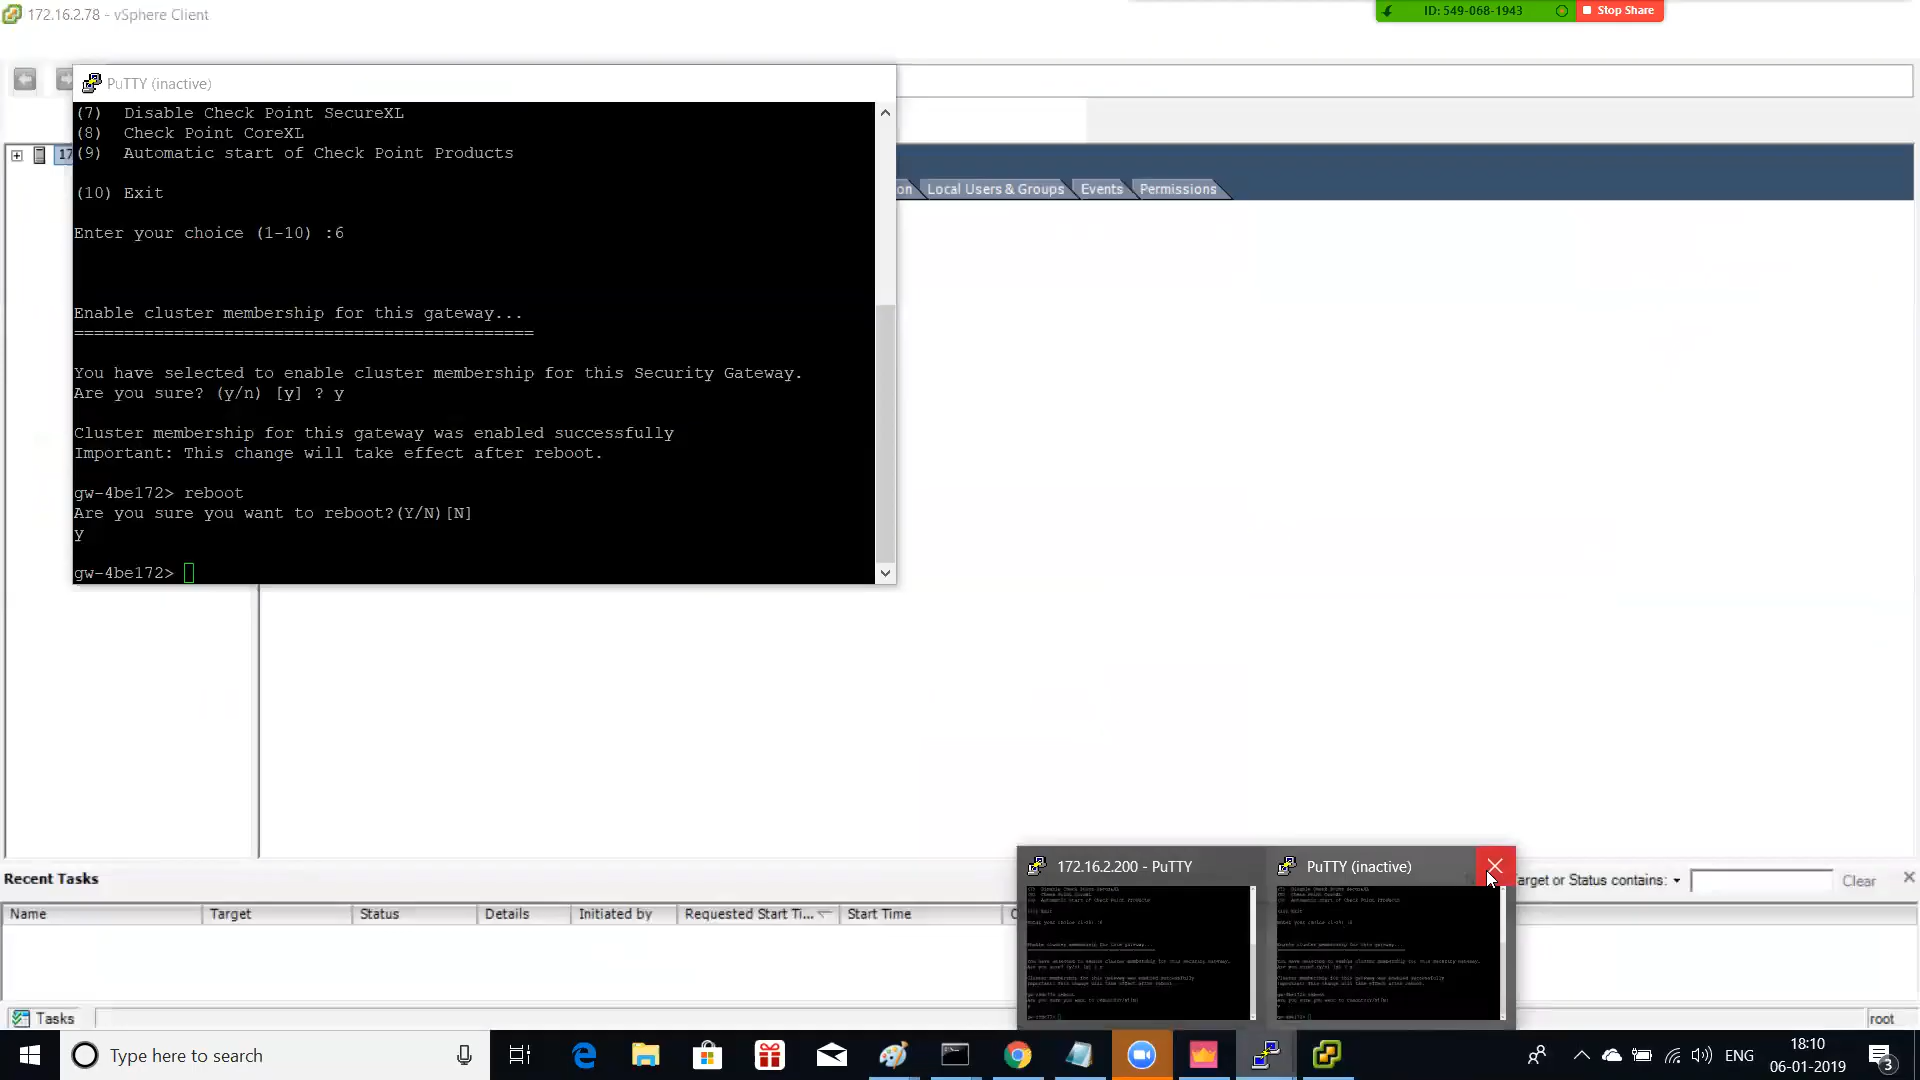 172.16.2.78 - vSphere Client
ID: 549-068-1943
Stop Share
PuTTY (inactive)
(7) Disable Check Point SecureXL
(8) Check Point CoreXL
(9) Automatic start of Check Point Products
(10) Exit
Enter your choice (1-10) :6
Enable cluster membership for this gateway...
==============================================
You have selected to enable cluster membership for this Security Gateway.
Are you sure? (y/n) [y] ? y
Cluster membership for this gateway was enabled successfully
Important: This change will take effect after reboot.
gw-4be172> reboot
Are you sure you want to reboot?(Y/N)[N]
y
gw-4be172>
17
on Local Users & Groups Events Permissions
172.16.2.200 - PuTTY
PuTTY (inactive)
Recent Tasks
arget or Status contains:
Clear
Name Target Status Details Initiated by Requested Start Ti... Start Time
Tasks
root
Type here to search
ENG
18:10
06-01-2019
3